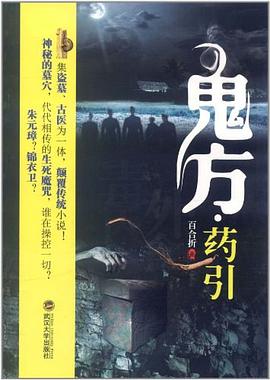 集盗墓、古医为一体，颠覆传统小说！
神秘的墓穴，代代相传的生死魔咒，谁在操控一切？
朱元璋？锦衣卫？
鬼方·药引
百合折 著
武汉大学出版社